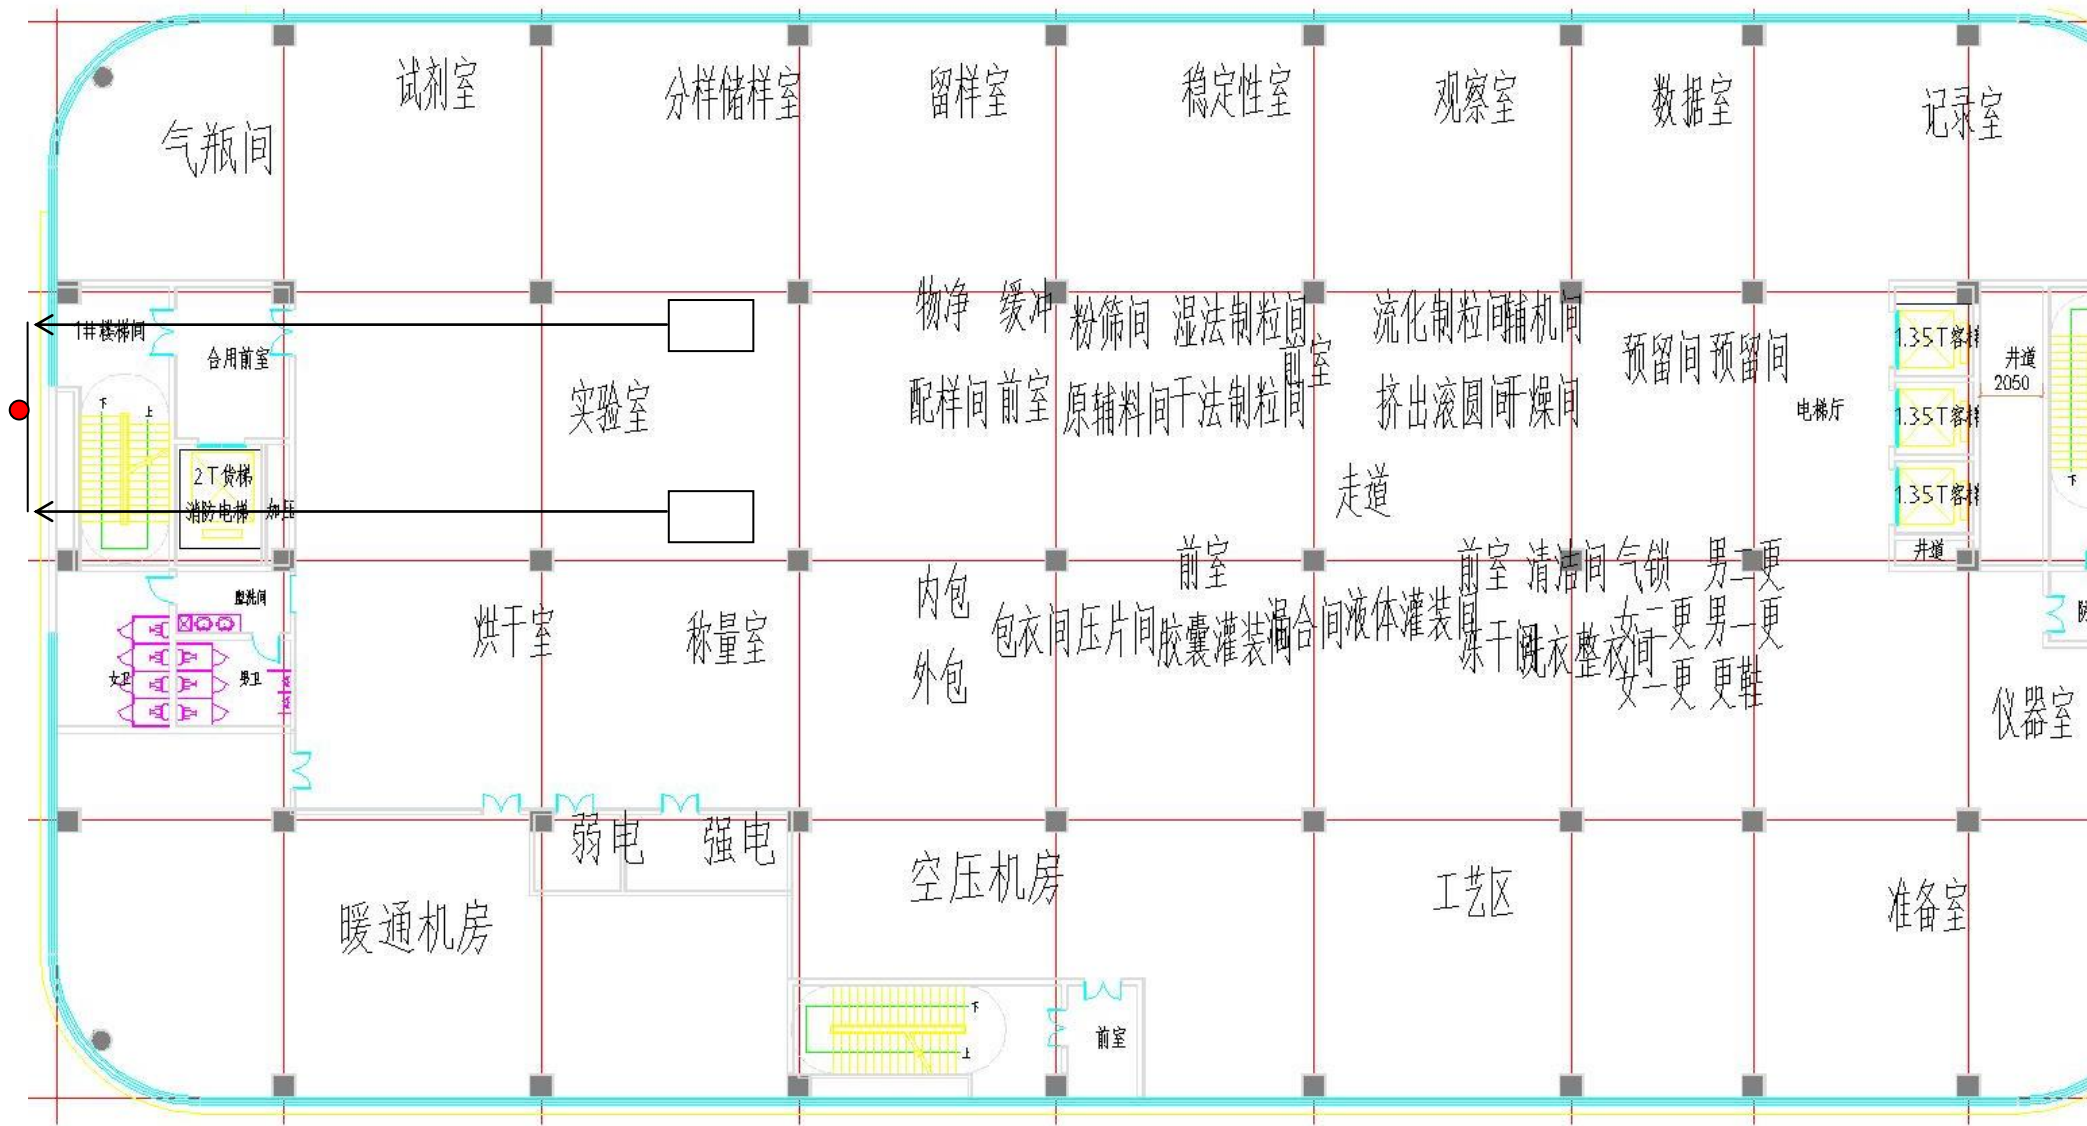 试剂室
分样储样室
留样室
稳定性室
观察室
数据室
记录室
气瓶间
物净
缓冲
粉筛间
湿法制粒间
流化制粒间
辅机间
预留间
预留间
1#楼梯间
合用前室
前室
1.35T客梯
井道
2050
实验室
配样间
前室
原辅料间
干法制粒间
挤出滚圆间
干燥间
电梯厅
1.35T客梯
下
上
2T货梯
消防电梯
加压
走道
1.35T客梯
下
前室
前室
清洁间
气锁
男二更
井道
盥洗间
内包
烘干室
称量室
包衣间
压片间
胶囊灌装间
混合间
液体灌装间
冻干间
洗衣整衣间
女二更
男一更
女卫
男卫
外包
女一更
更鞋
仪器室
弱电
强电
空压机房
工艺区
准备室
暖通机房
下
上
前室